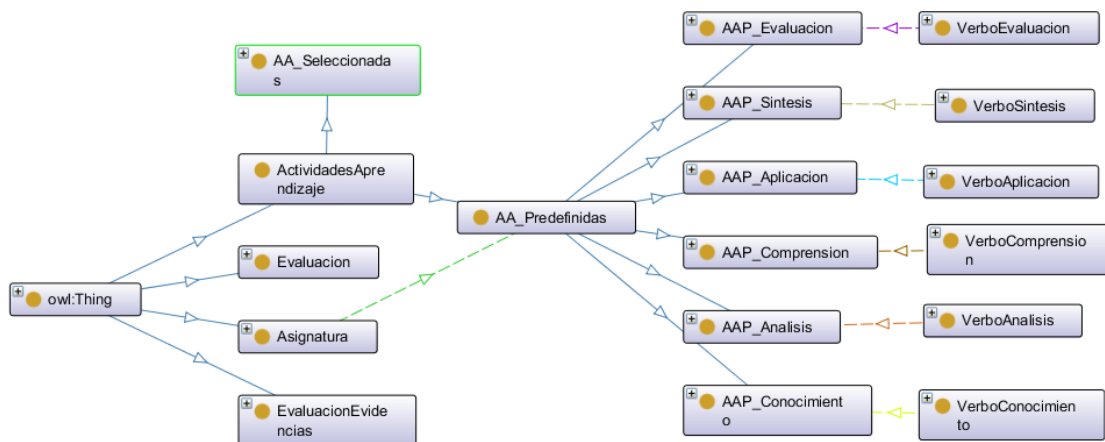 AA_Seleccionada
s
ActividadesApre
ndizaje
owl:Thing
Evaluacion
Asignatura
EvaluacionEvide
ncias
AA_Predefinidas
AAP_Evaluacion
AAP_Sintesis
AAP_Aplicacion
AAP_Comprension
AAP_Analisis
AAP_Conocimient
o
VerboEvaluacion
VerboSintesis
VerboAplicacion
VerboComprensio
n
VerboAnalisis
VerboConocimien
to